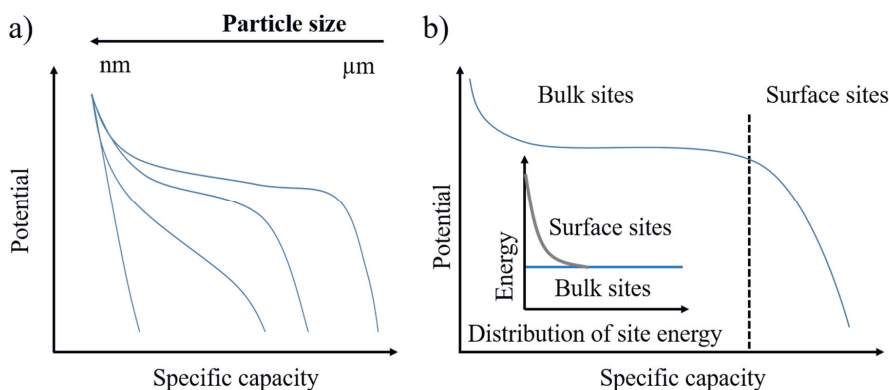 a)
Particle size
nm
µm
Potential
Specific capacity
b)
Bulk sites
Surface sites
Potential
Energy
Surface sites
Bulk sites
Distribution of site energy
Specific capacity